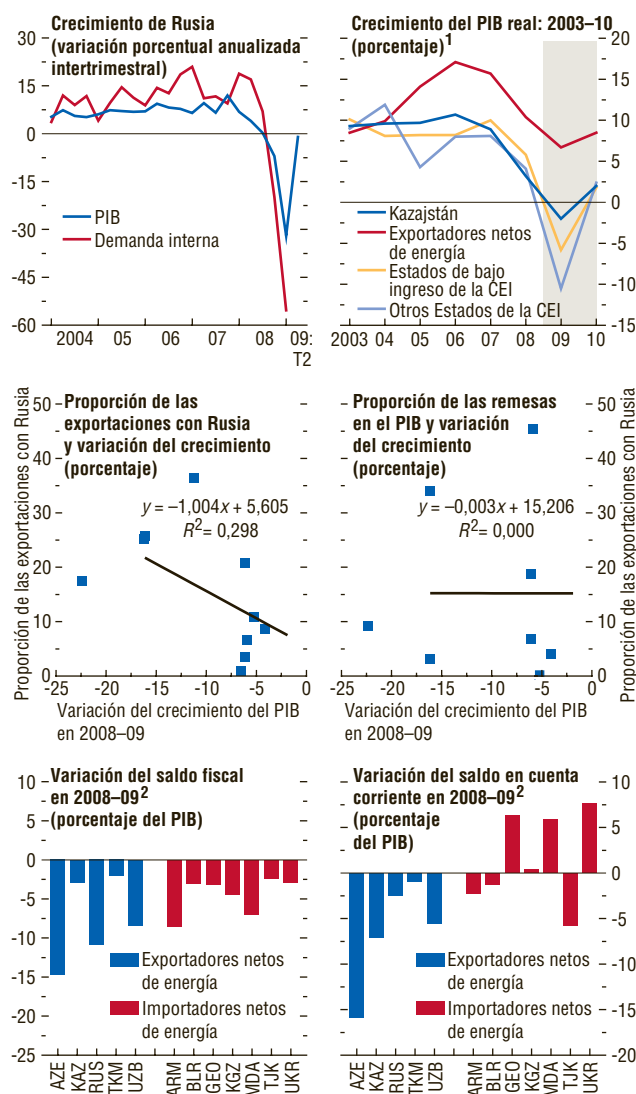 Crecimiento de Rusia
(variación porcentual anualizada
intertrimestral)
30
15
0
-15
-30
-45
-60
PIB
Demanda interna
2004
05
06
07
08
09:
T2
Crecimiento del PIB real: 2003–10
(porcentaje)1
20
15
10
5
0
-5
-10
-15
Kazajstán
Exportadores netos
de energía
Estados de bajo
ingreso de la CEI
Otros Estados de la CEI
2003
04
05
06
07
08
09
10
Proporción de las
exportaciones con Rusia
y variación del crecimiento
(porcentaje)
Proporción de las exportaciones con Rusia
50
40
30
20
10
0
y = –1,004x + 5,605
R2= 0,298
-25
-20
-15
-10
-5
0
Variación del crecimiento del PIB
en 2008–09
Proporción de las remesas
en el PIB y variación
del crecimiento
(porcentaje)
Proporción de las exportaciones con Rusia
50
40
30
20
10
0
y = –0,003x + 15,206
R2= 0,000
-25
-20
-15
-10
-5
0
Variación del crecimiento del PIB
en 2008–09
Variación del saldo fiscal
en 2008–092
(porcentaje del PIB)
10
5
0
-5
-10
-15
-20
-25
Exportadores netos
de energía
Importadores netos
de energía
AZE
KAZ
RUS
TKM
UZB
ARM
BLR
GEO
KGZ
MDA
TJK
UKR
Variación del saldo en cuenta
corriente en 2008–092
(porcentaje
del PIB)
10
5
0
-5
-10
-15
-20
Exportadores netos
de energía
Importadores netos
de energía
AZE
KAZ
RUS
TKM
UZB
ARM
BLR
GEO
KGZ
MDA
TJK
UKR